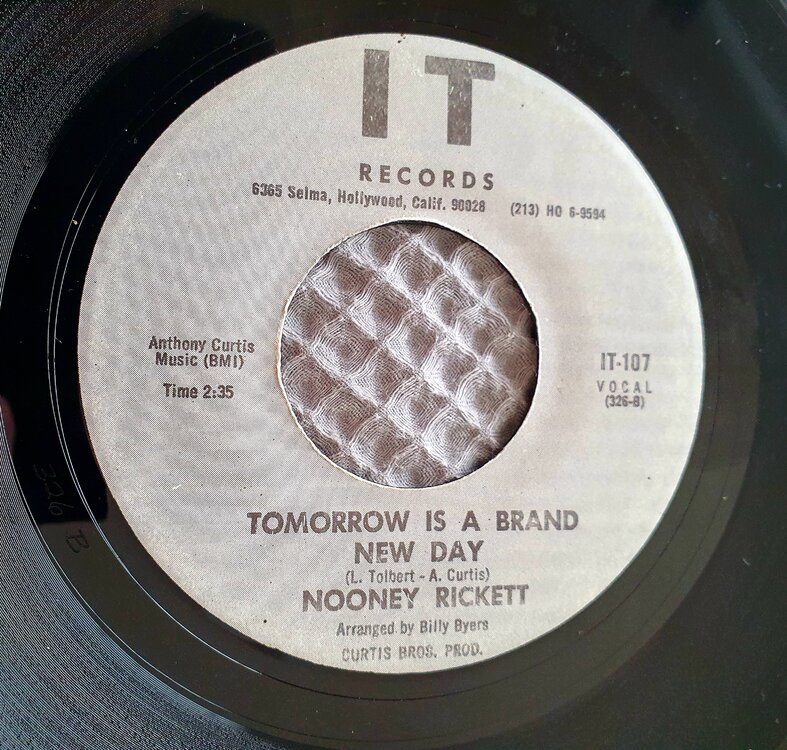 IT
RECORDS
6365 Selma, Hollywood, Calif. 90028 (213) HO 6-9594
Anthony Curtis
Music (BMI)
Time 2:35
IT-107
VOCAL
(326-B)
TOMORROW IS A BRAND
NEW DAY
(L. Tolbert - A. Curtis)
NOONEY RICKETT
Arranged by Billy Byers
CURTIS BROS. PROD.
326 B